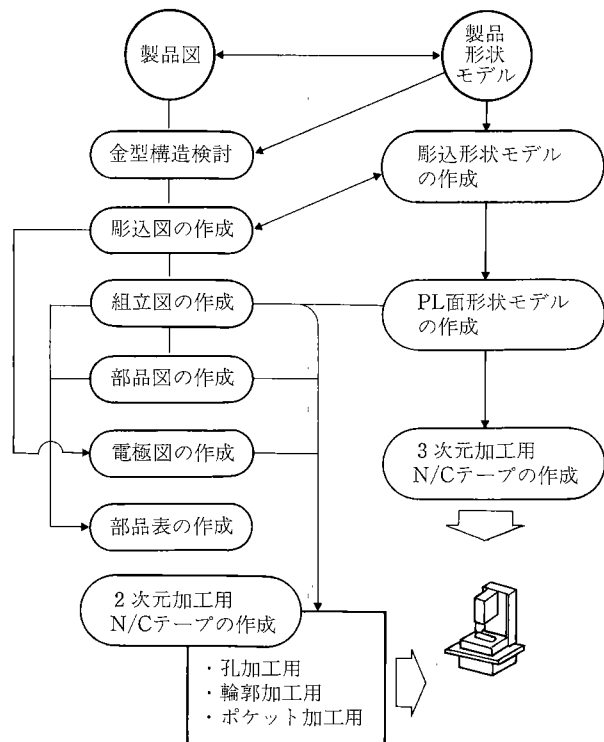 製品図
製品
形状
モデル
金型構造検討
彫込形状モデル
の作成
彫込図の作成
組立図の作成
PL面形状モデル
の作成
部品図の作成
電極図の作成
3次元加工用
N/Cテープの作成
部品表の作成
2次元加工用
N/Cテープの作成
・孔加工用
・輪郭加工用
・ポケット加工用